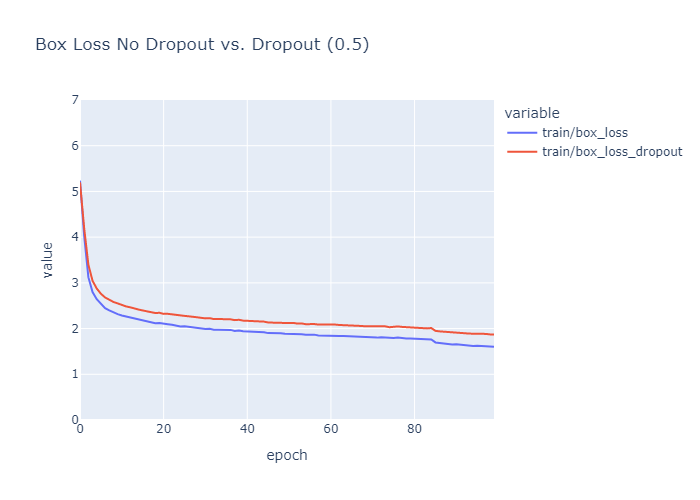 Box Loss No Dropout vs. Dropout (0.5)
variable
train/box_loss
train/box_loss_dropout
value
7
6
5
4
3
2
1
0
0 20 40 60 80
epoch